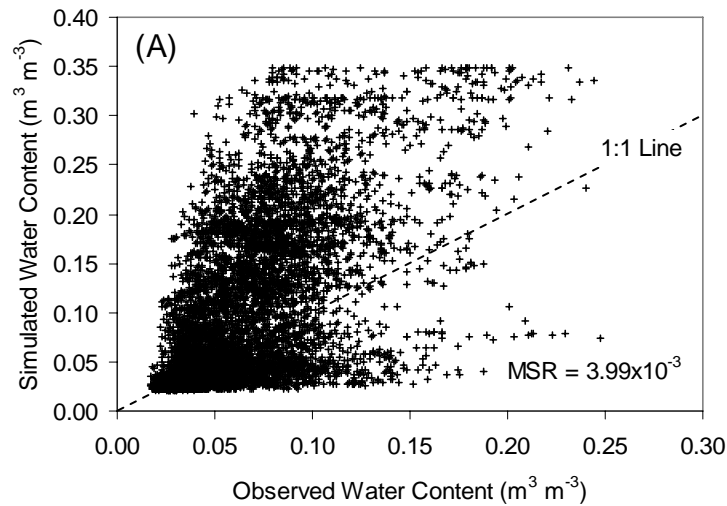 0.40
(A)
0.35
0.30
0.25
1:1 Line
0.20
0.15
0.10
0.05
MSR = 3.99x10⁻³
0.00
0.00 0.05 0.10 0.15 0.20 0.25 0.30
Simulated Water Content (m³ m⁻³)
Observed Water Content (m³ m⁻³)